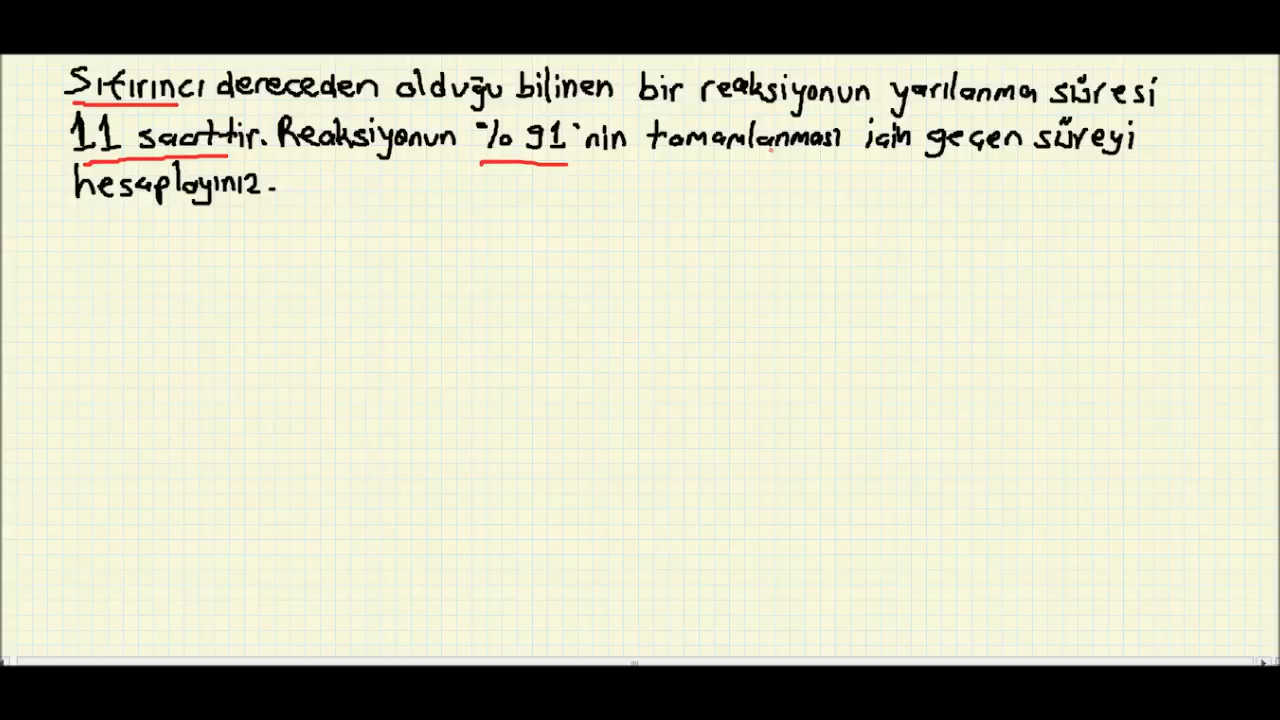 Sıfırıncı dereceden olduğu bilinen bir reaksiyonun yarılanma süresi
11 saattir. Reaksiyonun %91'nin tamamlanması için geçen süreyi
hesaplayınız.